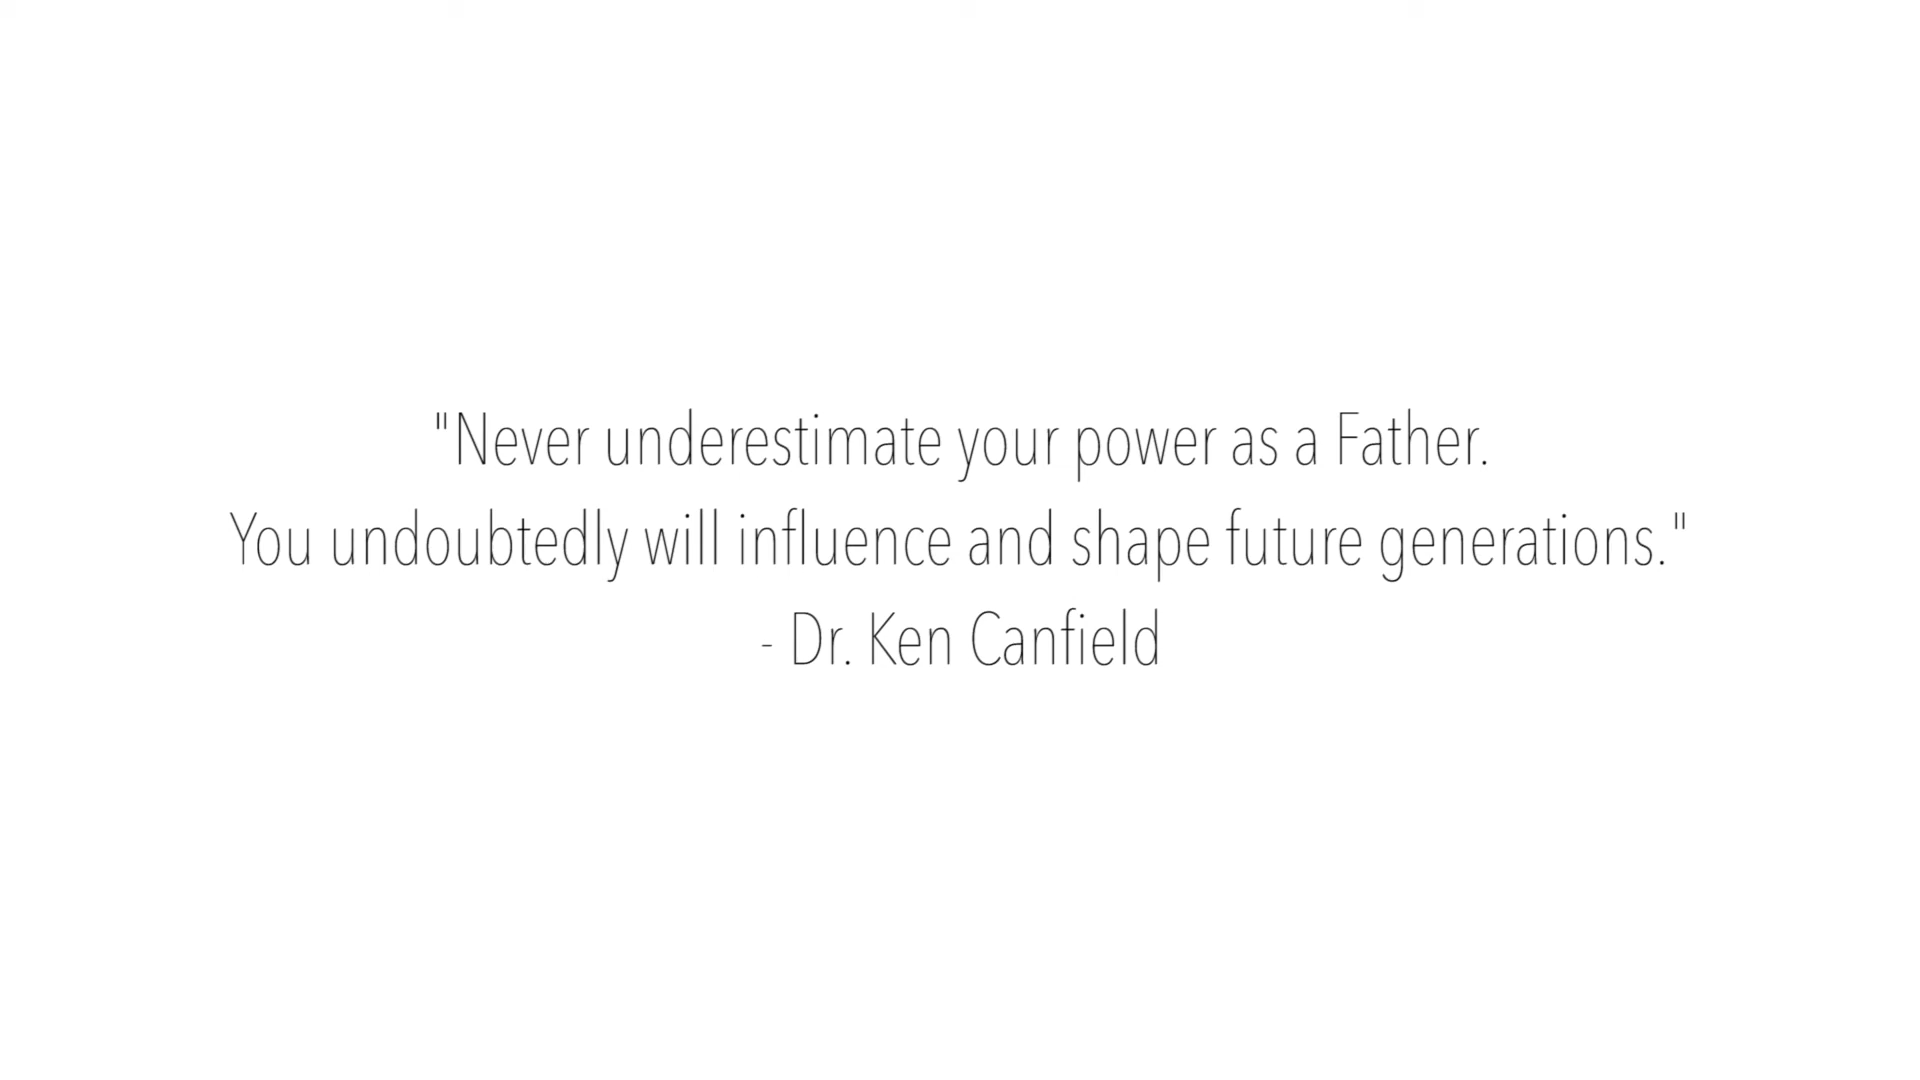 "Never underestimate your power as a Father.
You undoubtedly will influence and shape future generations."
- Dr. Ken Canfield